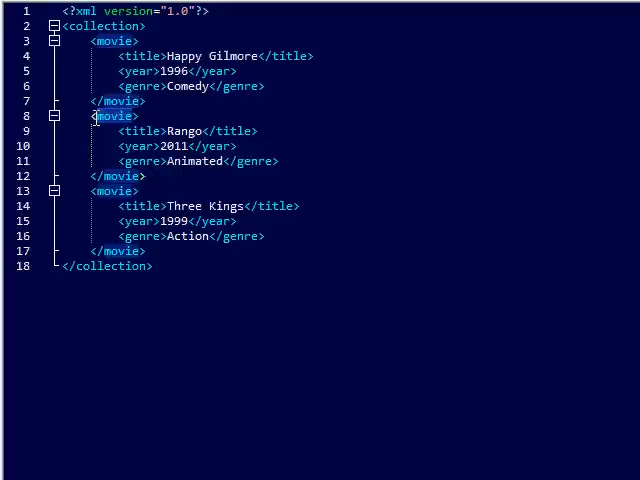 1 <?xml version="1.0"?>
2 <collection>
3 <movie>
4 <title>Happy Gilmore</title>
5 <year>1996</year>
6 <genre>Comedy</genre>
7 </movie>
8 <movie>
9 <title>Rango</title>
10 <year>2011</year>
11 <genre>Animated</genre>
12 </movie>
13 <movie>
14 <title>Three Kings</title>
15 <year>1999</year>
16 <genre>Action</genre>
17 </movie>
18 </collection>